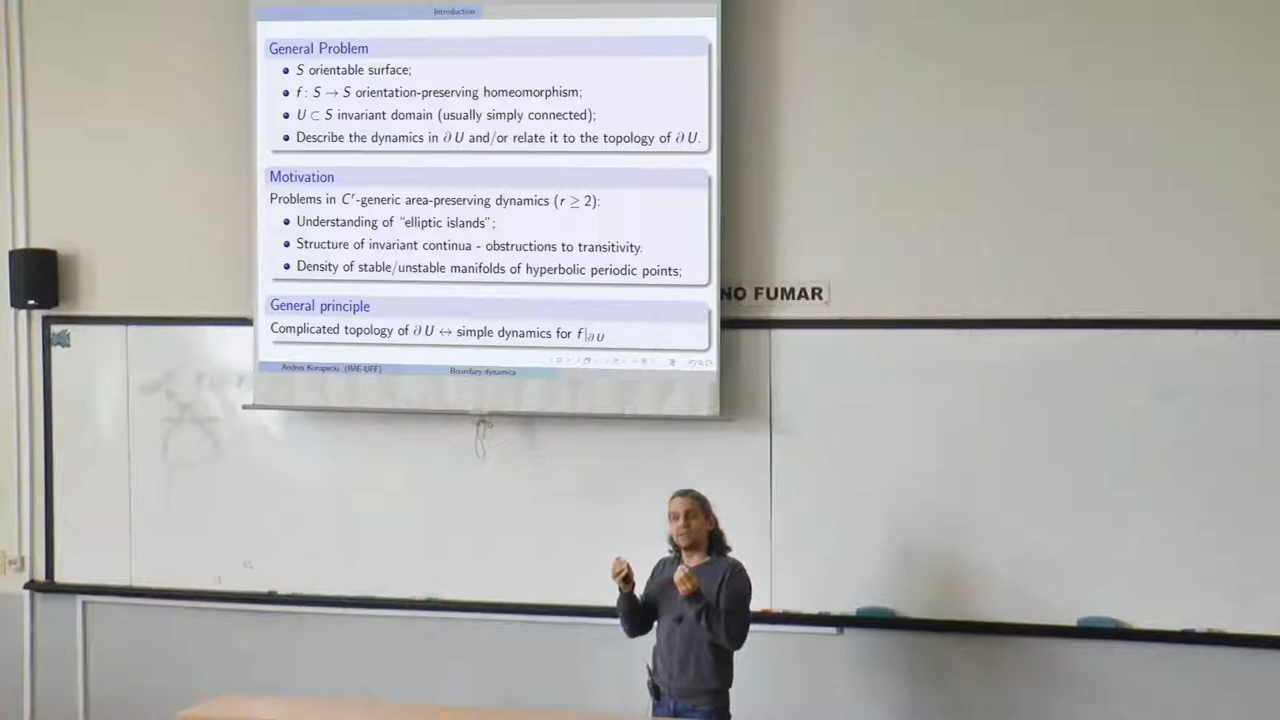 Introduction
General Problem
S orientable surface;
f : S → S orientation-preserving homeomorphism;
U ⊂ S invariant domain (usually simply connected);
Describe the dynamics in ∂U and/or relate it to the topology of ∂U.
Motivation
Problems in Cʳ-generic area-preserving dynamics (r ≥ 2):
Understanding of "elliptic islands";
Structure of invariant continua - obstructions to transitivity.
Density of stable/unstable manifolds of hyperbolic periodic points;
General principle
Complicated topology of ∂U ↔ simple dynamics for f|∂U
Andres Koropecki (IME-UFF)
Boundary dynamics
NO FUMAR